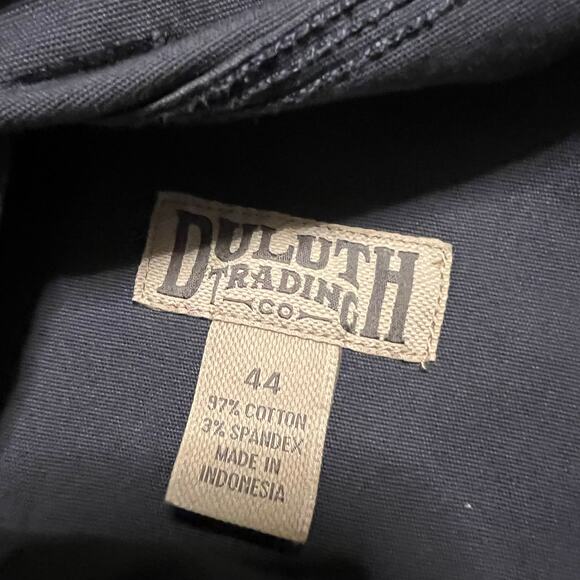 DULUTH
TRADING
CO
44
97% COTTON
3% SPANDEX
MADE IN
INDONESIA